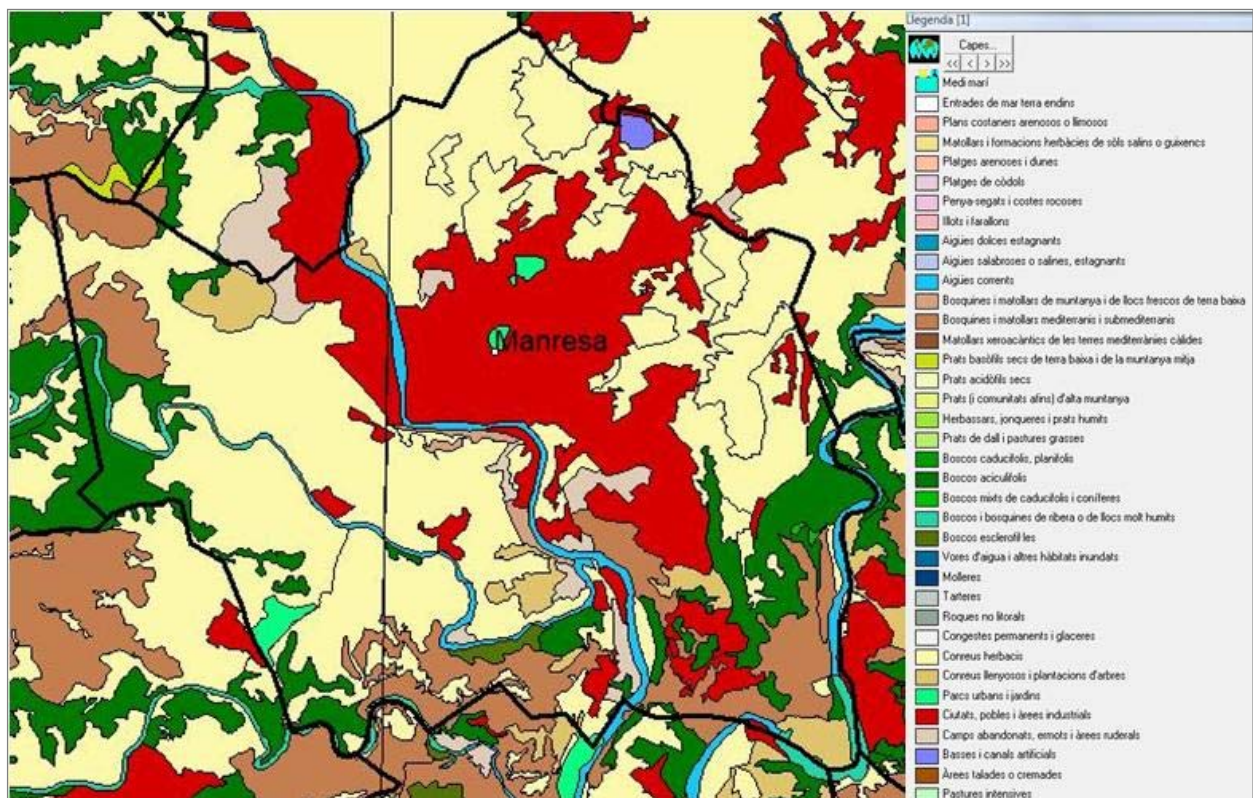 Llegenda [1]
Capes...
<< < > >>
Medi marí
Entrades de mar terra endins
Plans costaners arenosos o llimosos
Matollars i formacions herbàcies de sòls salins o guixencs
Platges arenoses i dunes
Platges de còdols
Penya-segats i costes rocoses
Illots i farallons
Aigües dolces estagnants
Aigües salabroses o salines, estagnants
Aigües corrents
Bosquines i matollars de muntanya i de llocs frescos de terra baixa
Bosquines i matollars mediterranis i submediterranis
Matollars xeroacàntics de les terres mediterrànies càlides
Prats basòfils secs de terra baixa i de la muntanya mitja
Prats acidòfils secs
Prats (i comunitats afins) d'alta muntanya
Herbassars, jonqueres i prats humits
Prats de dall i pastures grasses
Boscos caducifolis, planifolis
Boscos aciculifolis
Boscos mixts de caducifolis i coníferes
Boscos i bosquines de ribera o de llocs molt humits
Boscos esclerofil·les
Vores d'aigua i altres hàbitats inundats
Molleres
Tarteres
Roques no litorals
Congestes permanents i glaceres
Conreus herbacis
Conreus llenyosos i plantacions d'arbres
Parcs urbans i jardins
Ciutats, pobles i àrees industrials
Camps abandonats, ermots i àrees ruderals
Basses i canals artificials
Àrees talades o cremades
Pastures intensives
Manresa